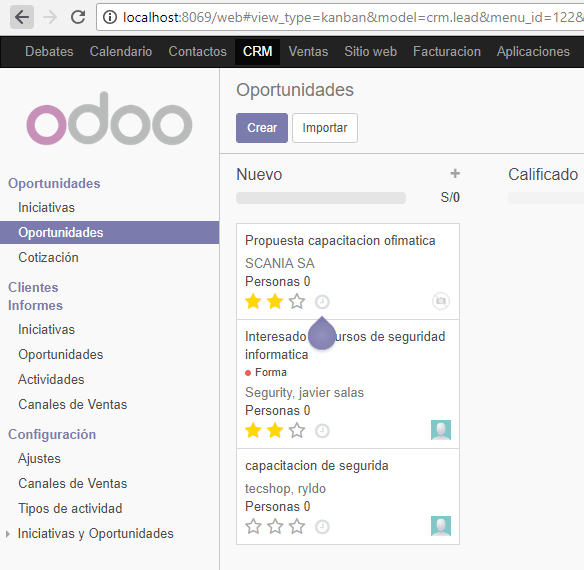 localhost:8069/web#view_type=kanban&model=crm.lead&menu_id=122&
Debates Calendario Contactos CRM Ventas Sitio web Facturacion Aplicaciones
odoo
Oportunidades
Iniciativas
Oportunidades
Cotización
Clientes
Informes
Iniciativas
Oportunidades
Actividades
Canales de Ventas
Configuración
Ajustes
Canales de Ventas
Tipos de actividad
Iniciativas y Oportunidades
Oportunidades
Crear Importar
Nuevo +
S/0
Propuesta capacitacion ofimatica
SCANIA SA
Personas 0
Interesado ursos de seguridad
informatica
Forma
Segurity, javier salas
Personas 0
capacitacion de segurida
tecshop, ryldo
Personas 0
Calificado